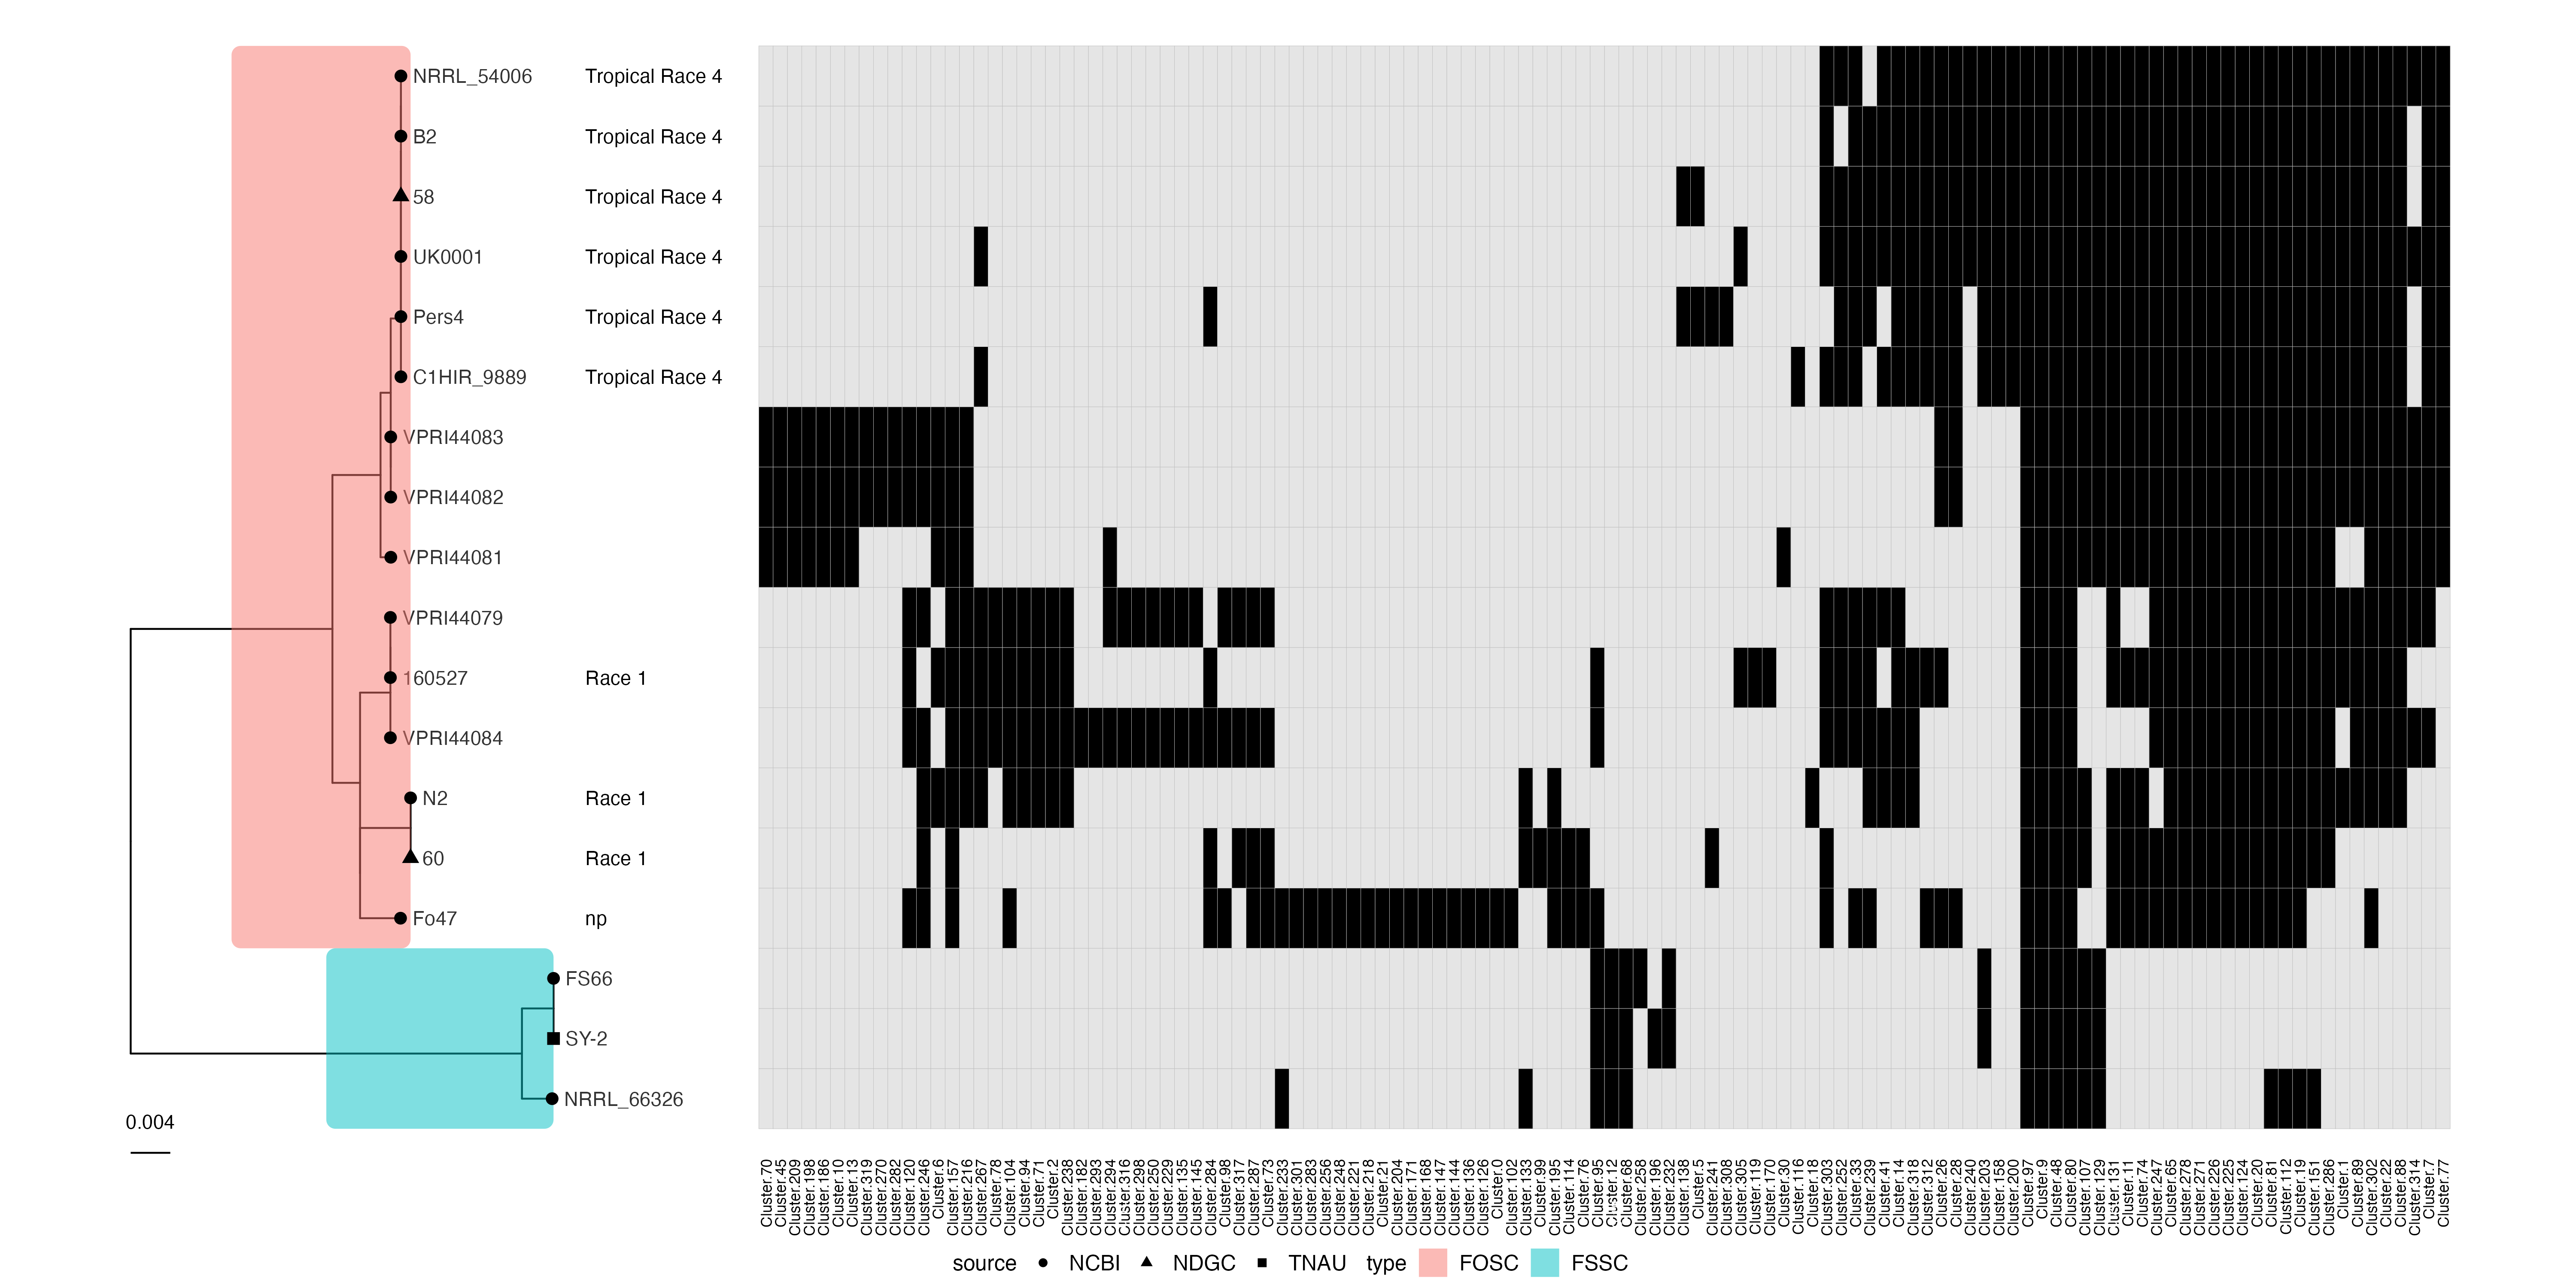 NRRL_54006 Tropical Race 4
B2 Tropical Race 4
58 Tropical Race 4
UK0001 Tropical Race 4
Pers4 Tropical Race 4
C1HIR_9889 Tropical Race 4
VPRI44083
VPRI44082
VPRI44081
VPRI44079
160527 Race 1
VPRI44084
N2 Race 1
60 Race 1
Fo47 np
FS66
SY-2
NRRL_66326
0.004
Cluster.70
Cluster.45
Cluster.209
Cluster.198
Cluster.186
Cluster.10
Cluster.13
Cluster.319
Cluster.270
Cluster.282
Cluster.120
Cluster.246
Cluster.6
Cluster.157
Cluster.216
Cluster.267
Cluster.78
Cluster.104
Cluster.94
Cluster.71
Cluster.2
Cluster.238
Cluster.182
Cluster.293
Cluster.294
Cluster.316
Cluster.298
Cluster.250
Cluster.229
Cluster.135
Cluster.145
Cluster.284
Cluster.98
Cluster.317
Cluster.287
Cluster.73
Cluster.233
Cluster.301
Cluster.283
Cluster.256
Cluster.248
Cluster.221
Cluster.218
Cluster.21
Cluster.204
Cluster.171
Cluster.168
Cluster.147
Cluster.144
Cluster.136
Cluster.126
Cluster.0
Cluster.102
Cluster.133
Cluster.99
Cluster.195
Cluster.114
Cluster.76
Cluster.95
Cluster.12
Cluster.68
Cluster.258
Cluster.196
Cluster.232
Cluster.138
Cluster.5
Cluster.241
Cluster.308
Cluster.305
Cluster.119
Cluster.170
Cluster.30
Cluster.116
Cluster.18
Cluster.303
Cluster.252
Cluster.33
Cluster.239
Cluster.41
Cluster.14
Cluster.318
Cluster.312
Cluster.26
Cluster.28
Cluster.240
Cluster.203
Cluster.158
Cluster.200
Cluster.97
Cluster.9
Cluster.48
Cluster.80
Cluster.107
Cluster.129
Cluster.131
Cluster.11
Cluster.74
Cluster.247
Cluster.65
Cluster.278
Cluster.271
Cluster.226
Cluster.225
Cluster.124
Cluster.20
Cluster.81
Cluster.112
Cluster.19
Cluster.151
Cluster.286
Cluster.1
Cluster.89
Cluster.302
Cluster.22
Cluster.88
Cluster.314
Cluster.7
Cluster.77
source NCBI NDGC TNAU type FOSC FSSC